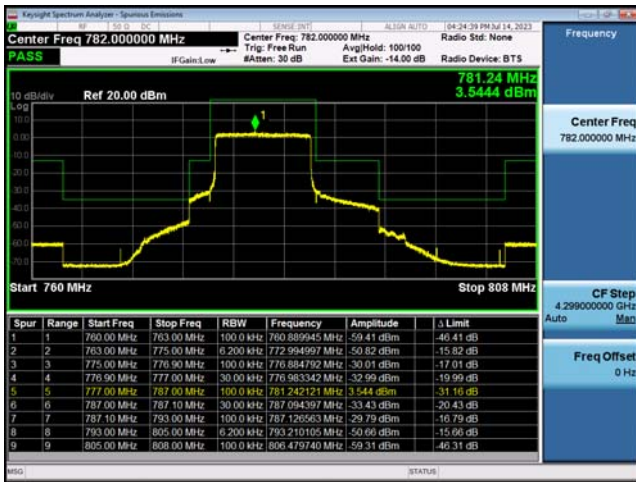 Keysight Spectrum Analyzer - Spurious Emissions
RF 50 Ω DC SENSE:INT ALIGN AUTO 04:24:39 PM Jul 14, 2023
Center Freq 782.000000 MHz Center Freq: 782.000000 MHz Radio Std: None Frequency
Trig: Free Run Avg|Hold: 100/100
PASS IFGain:Low #Atten: 30 dB Ext Gain: -14.00 dB Radio Device: BTS
781.24 MHz
3.5444 dBm
10 dB/div Ref 20.00 dBm
Log
10.0
0.00
1
Center Freq
782.000000 MHz
Start 760 MHz Stop 808 MHz
CF Step
4.299000000 GHz
Auto Man
Freq Offset
0 Hz
Spur Range Start Freq Stop Freq RBW Frequency Amplitude Δ Limit
1 1 760.00 MHz 763.00 MHz 100.0 kHz 760.889945 MHz -59.41 dBm -46.41 dB
2 2 763.00 MHz 775.00 MHz 6.200 kHz 772.994997 MHz -50.82 dBm -15.82 dB
3 3 775.00 MHz 776.90 MHz 100.0 kHz 776.884792 MHz -30.01 dBm -17.01 dB
4 4 776.90 MHz 777.00 MHz 30.00 kHz 776.983342 MHz -32.99 dBm -19.99 dB
5 5 777.00 MHz 787.00 MHz 100.0 kHz 781.242121 MHz 3.544 dBm -31.16 dB
6 6 787.00 MHz 787.10 MHz 30.00 kHz 787.094397 MHz -33.43 dBm -20.43 dB
7 7 787.10 MHz 793.00 MHz 100.0 kHz 787.126563 MHz -29.79 dBm -16.79 dB
8 8 793.00 MHz 805.00 MHz 6.200 kHz 793.210105 MHz -50.66 dBm -15.66 dB
9 9 805.00 MHz 808.00 MHz 100.0 kHz 806.479740 MHz -59.31 dBm -46.31 dB
MSG STATUS